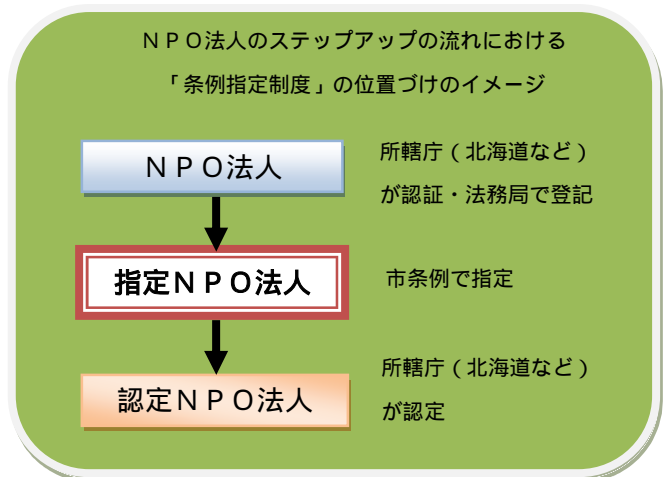 NPO法人のステップアップの流れにおける
「条例指定制度」の位置づけのイメージ
NPO法人
所轄庁(北海道など)
が認証・法務局で登記
指定NPO法人
市条例で指定
認定NPO法人
所轄庁(北海道など)
が認定